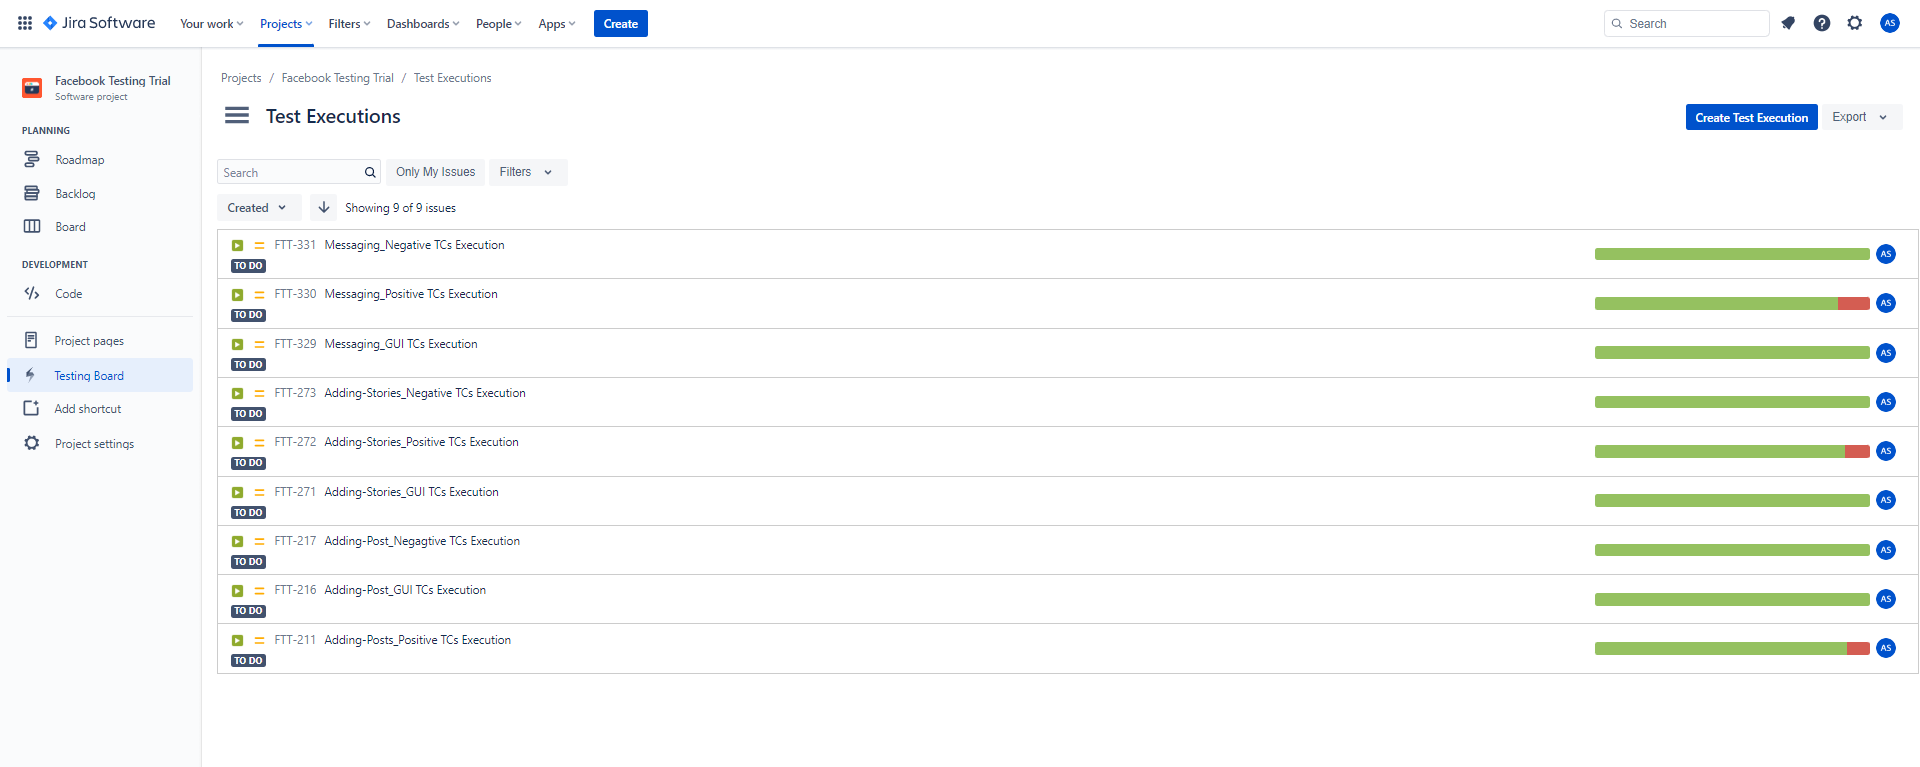 Jira Software Your work Projects Filters Dashboards People Apps Create Search AS
Facebook Testing Trial
Software project
PLANNING
Roadmap
Backlog
Board
DEVELOPMENT
Code
Project pages
Testing Board
Add shortcut
Project settings
Projects / Facebook Testing Trial / Test Executions
Test Executions
Create Test Execution Export
Search Only My Issues Filters
Created Showing 9 of 9 issues
FTT-331 Messaging_Negative TCs Execution AS
TO DO
FTT-330 Messaging_Positive TCs Execution AS
TO DO
FTT-329 Messaging_GUI TCs Execution AS
TO DO
FTT-273 Adding-Stories_Negative TCs Execution AS
TO DO
FTT-272 Adding-Stories_Positive TCs Execution AS
TO DO
FTT-271 Adding-Stories_GUI TCs Execution AS
TO DO
FTT-217 Adding-Post_Negagtive TCs Execution AS
TO DO
FTT-216 Adding-Post_GUI TCs Execution AS
TO DO
FTT-211 Adding-Posts_Positive TCs Execution AS
TO DO